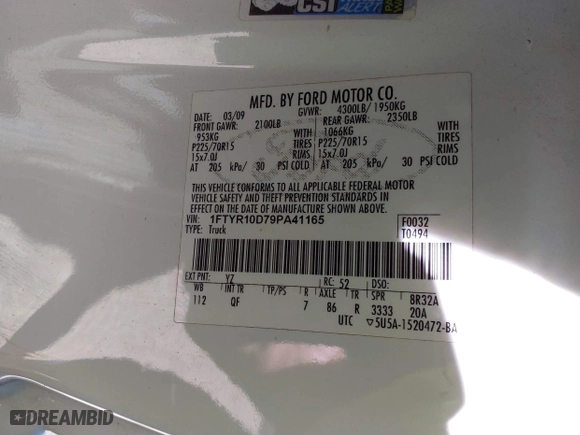 CSI
ALERT
MFD. BY FORD MOTOR CO.
DATE: 03/09 GVWR: 4300LB/ 1950KG
FRONT GAWR: 2100LB REAR GAWR: 2350LB
953KG WITH 1066KG WITH
P225/70R15 TIRES P225/70R15 TIRES
15x7.0J RIMS 15x7.0J RIMS
AT 205 kPa/ 30 PSI COLD AT 205 kPa/ 30 PSI COLD
THIS VEHICLE CONFORMS TO ALL APPLICABLE FEDERAL MOTOR
VEHICLE SAFETY AND THEFT PREVENTION STANDARDS IN
EFFECT ON THE DATE OF MANUFACTURE SHOWN ABOVE.
VIN: 1FTYR10D79PA41165 F0032
TYPE: Truck T0494
EXT PNT: YZ RC: 52 DSO:
WB INT TR TP/PS R AXLE TR SPR 8R32A
112 QF 7 86 R 3333 20A
UTC ▽5U5A-1520472-BA
DREAMBID